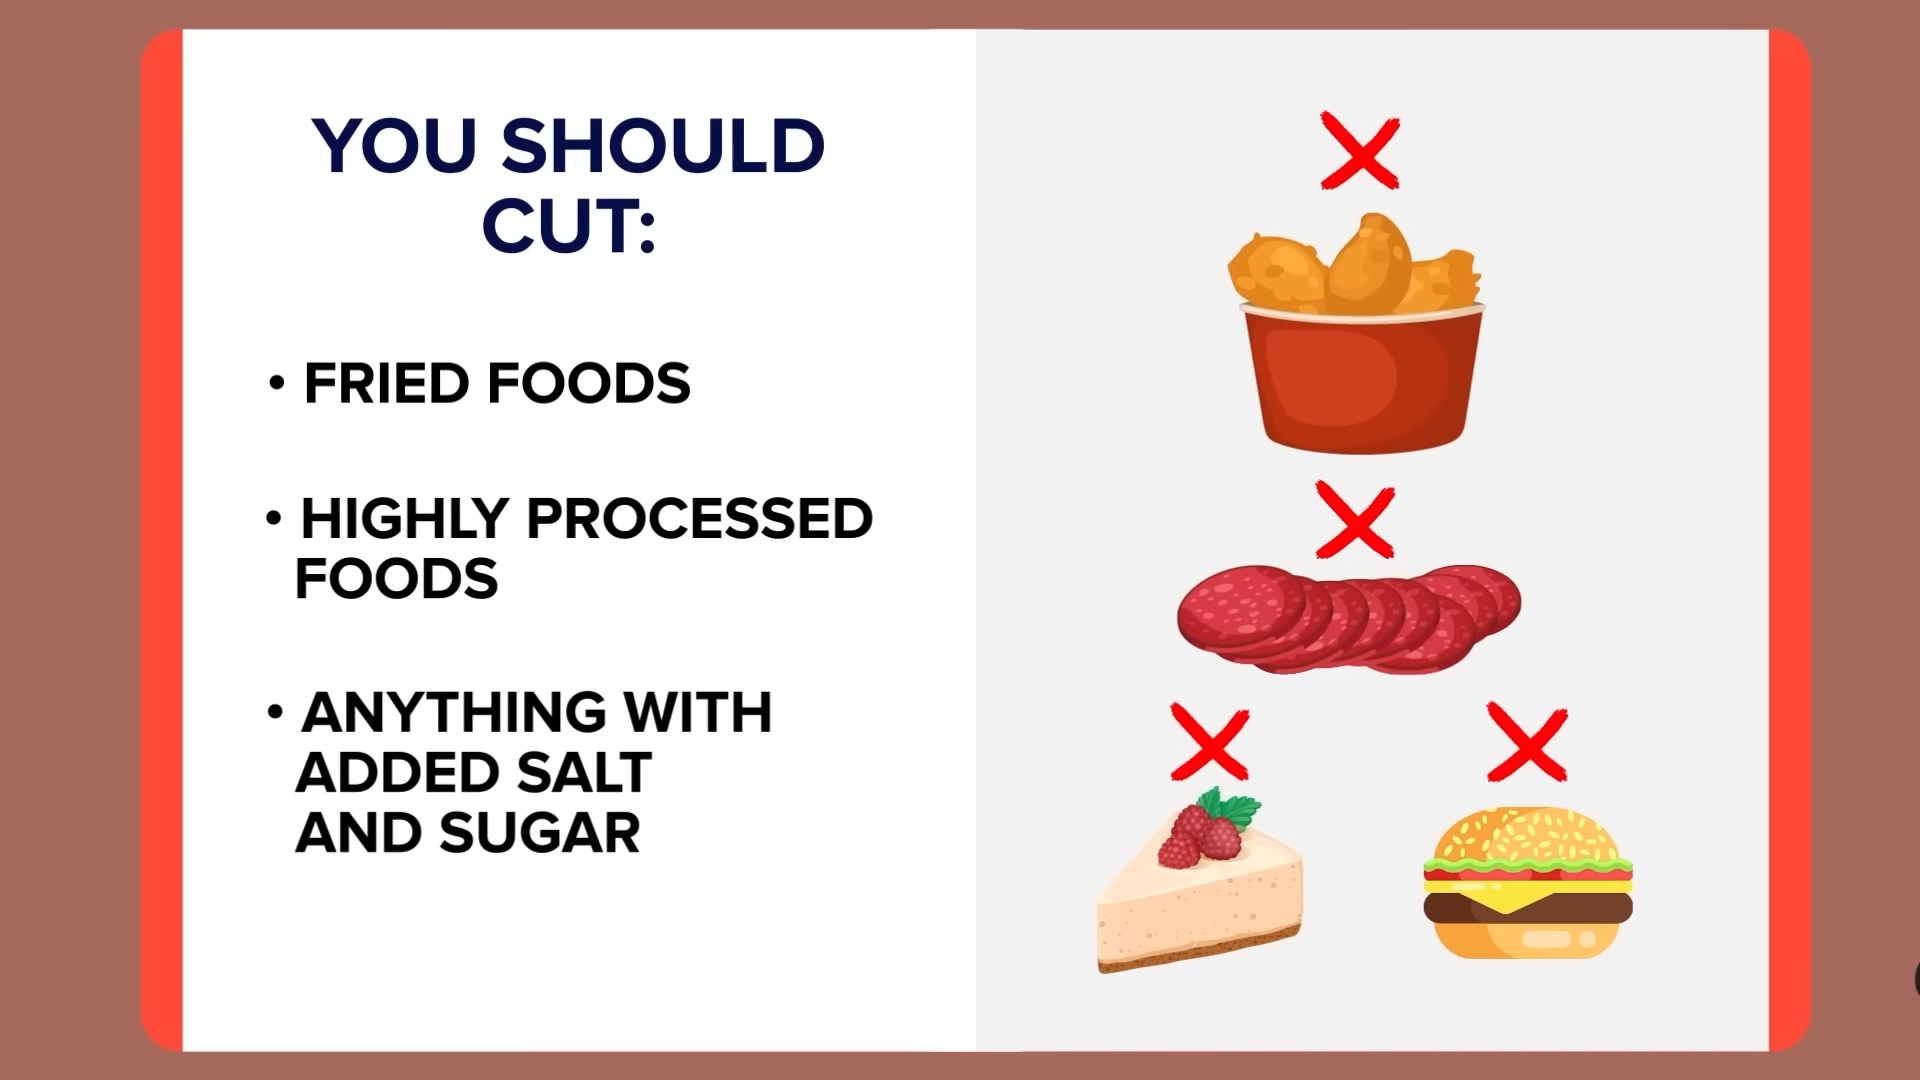 YOU SHOULD
CUT:
• FRIED FOODS
• HIGHLY PROCESSED
FOODS
• ANYTHING WITH
ADDED SALT
AND SUGAR